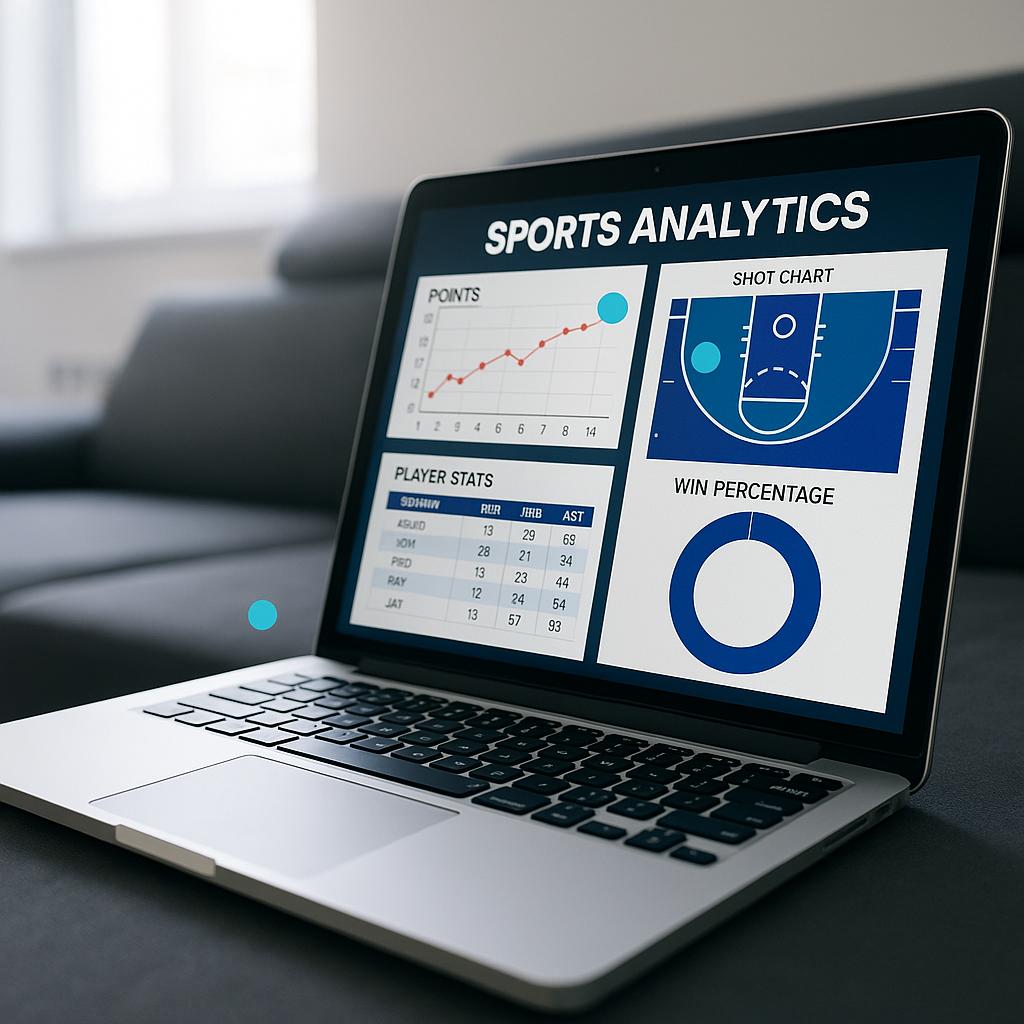 SPORTS ANALYTICS
POINTS
1 2 9 4 6 6 7 8 14
PLAYER STATS
AST
13 29 69
28 21 34
13 23 44
RAY 12 24 54
JAT 13 57 93
SHOT CHART
WIN PERCENTAGE